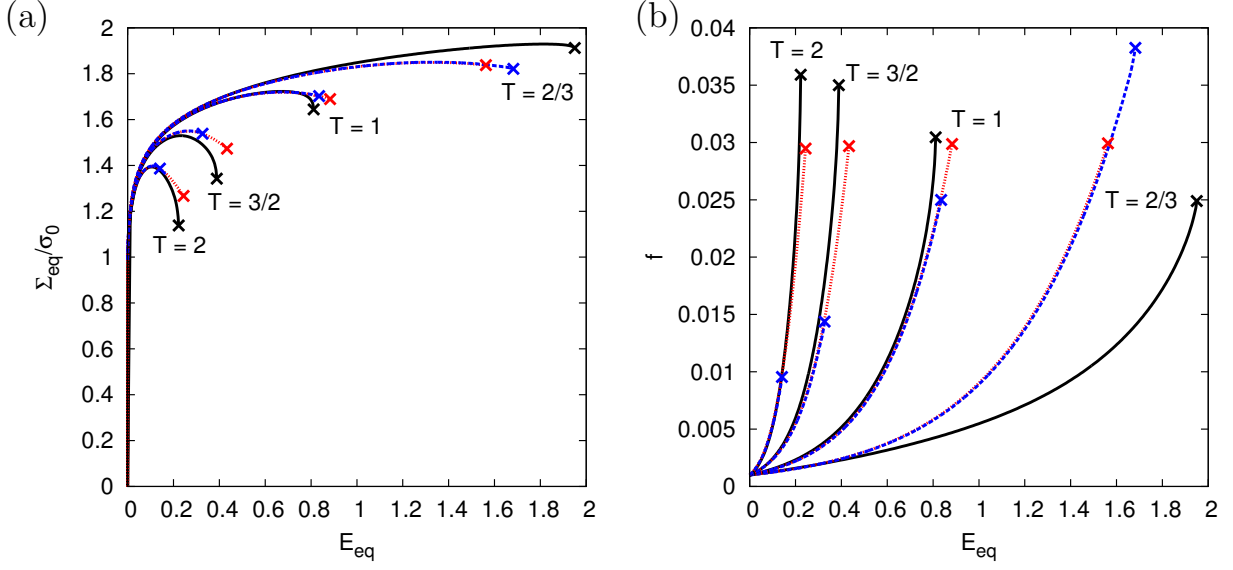 (a)
Σeq/σ0
2
1.8
1.6
1.4
1.2
1
0.8
0.6
0.4
0.2
0
T = 2/3
T = 1
T = 3/2
T = 2
0 0.2 0.4 0.6 0.8 1 1.2 1.4 1.6 1.8 2
Eeq
(b)
f
0.04
0.035
0.03
0.025
0.02
0.015
0.01
0.005
0
T = 2
T = 3/2
T = 1
T = 2/3
0 0.2 0.4 0.6 0.8 1 1.2 1.4 1.6 1.8 2
Eeq